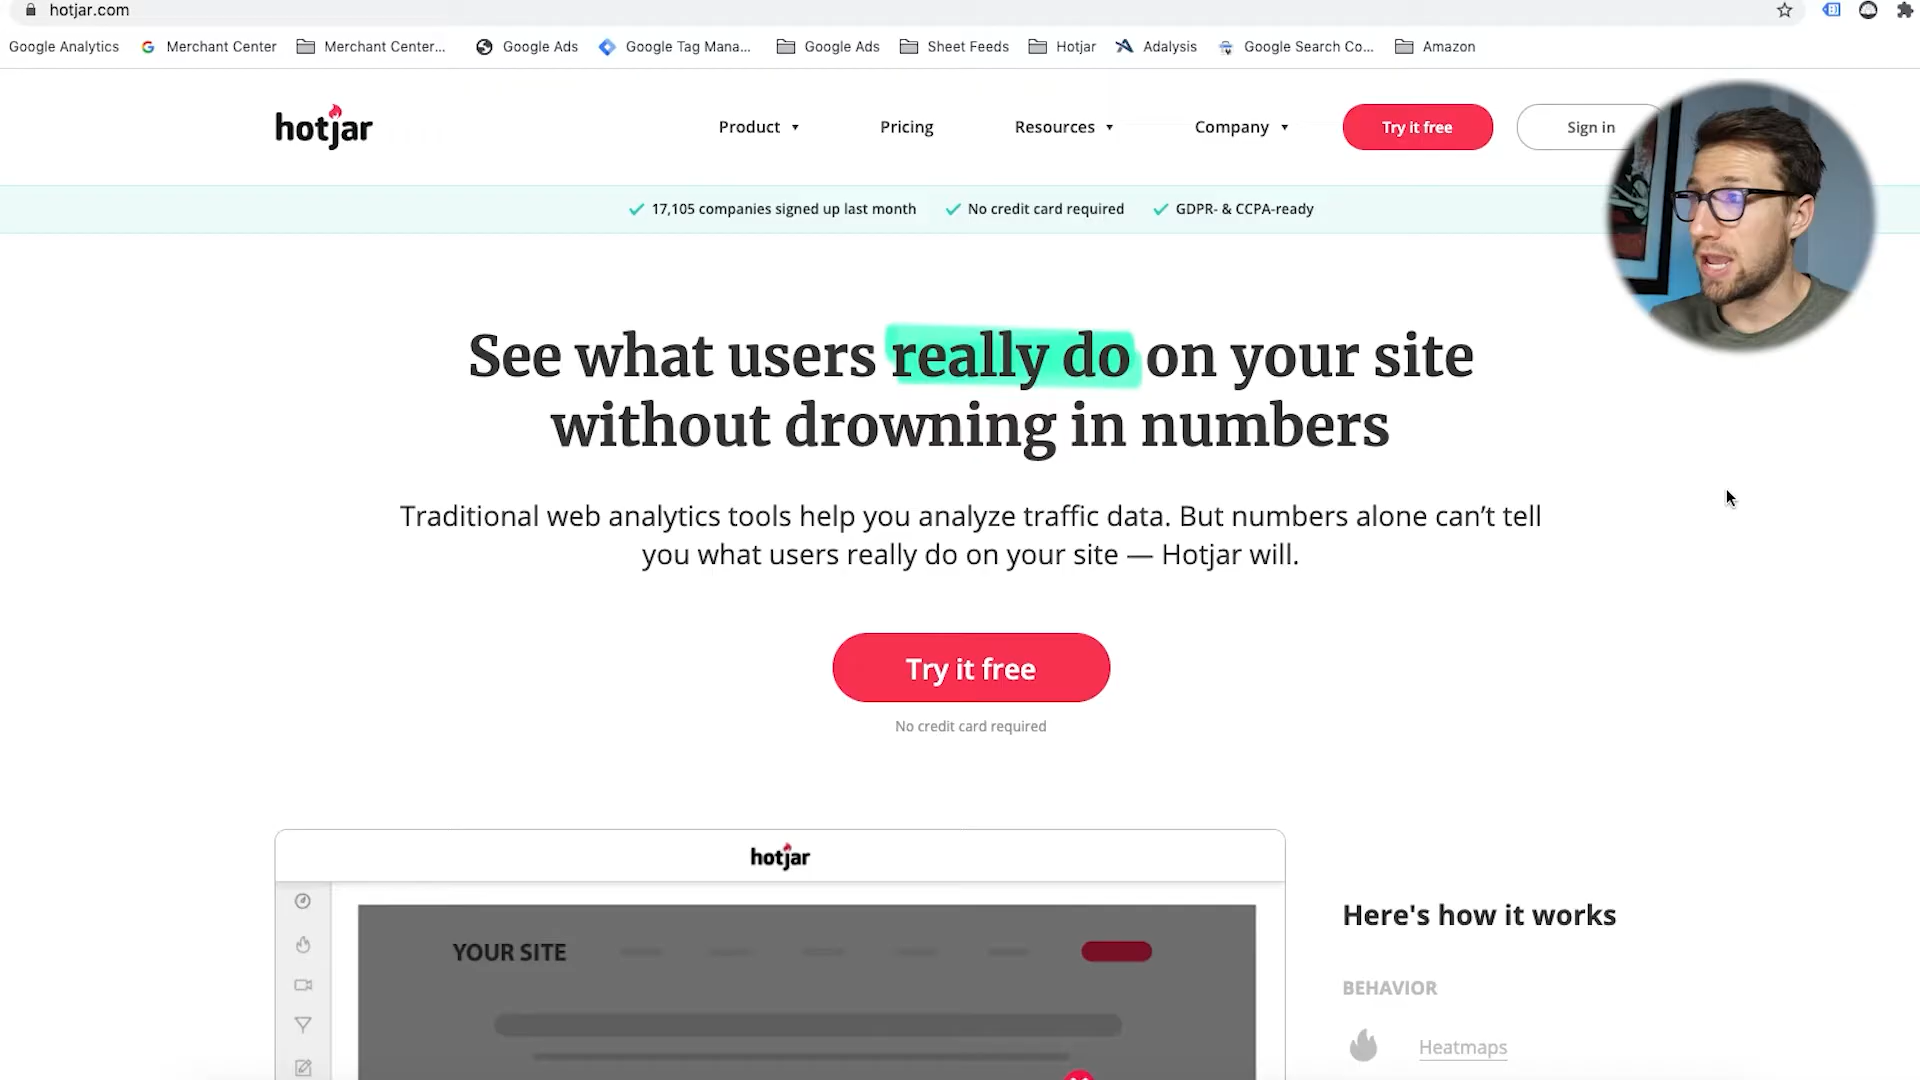 hotjar.com
Google Analytics Merchant Center Merchant Center... Google Ads Google Tag Mana... Google Ads Sheet Feeds Hotjar Adalysis Google Search Co... Amazon
hotjar Product Pricing Resources Company Try it free Sign in
17,105 companies signed up last month No credit card required GDPR- & CCPA-ready
See what users really do on your site
without drowning in numbers
Traditional web analytics tools help you analyze traffic data. But numbers alone can’t tell
you what users really do on your site — Hotjar will.
Try it free
No credit card required
hotjar
YOUR SITE
Here's how it works
BEHAVIOR
Heatmaps